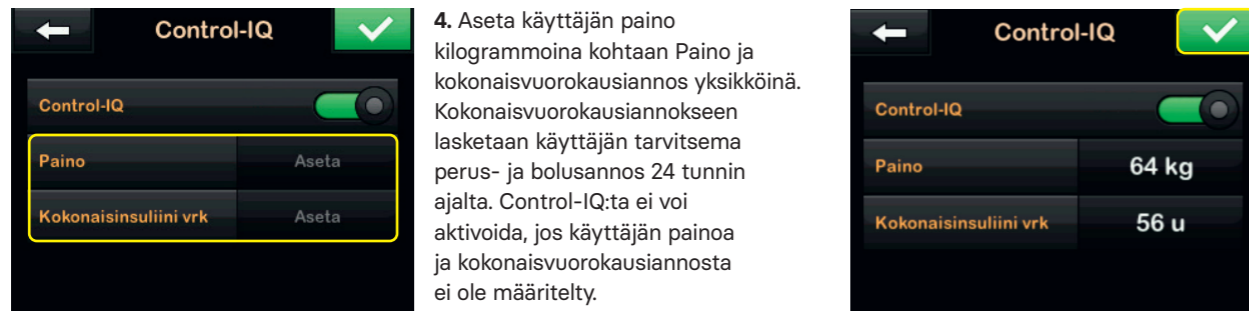 Control-IQ
Control-IQ
Paino Aseta
Kokonaisinsuliini vrk Aseta
4. Aseta käyttäjän paino
kilogrammoina kohtaan Paino ja
kokonaisvuorokausiannos yksikköinä.
Kokonaisvuorokausiannokseen
lasketaan käyttäjän tarvitsema
perus- ja bolusannos 24 tunnin
ajalta. Control-IQ:ta ei voi
aktivoida, jos käyttäjän painoa
ja kokonaisvuorokausiannosta
ei ole määritelty.
Control-IQ
Control-IQ
Paino 64 kg
Kokonaisinsuliini vrk 56 u